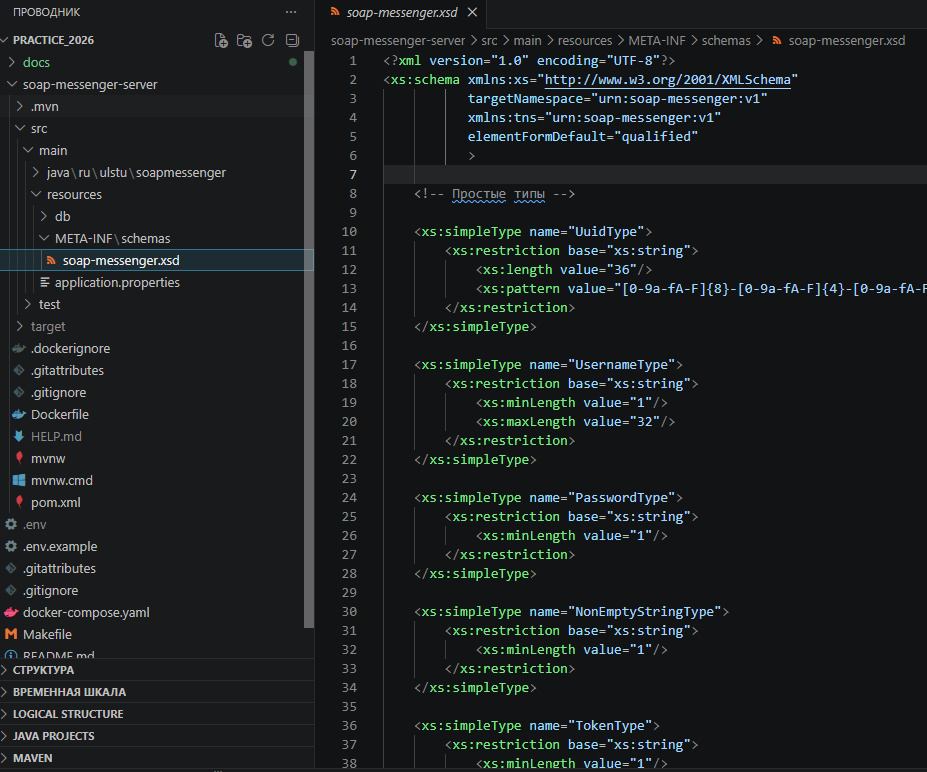 ПРОВОДНИК
PRACTICE_2026
docs
soap-messenger-server
.mvn
src
main
java\ru\ulstu\soapmessenger
resources
db
META-INF\schemas
soap-messenger.xsd
application.properties
test
target
.dockerignore
.gitattributes
.gitignore
Dockerfile
HELP.md
mvnw
mvnw.cmd
pom.xml
.env
.env.example
.gitattributes
.gitignore
docker-compose.yaml
Makefile
README.md
СТРУКТУРА
ВРЕМЕННАЯ ШКАЛА
LOGICAL STRUCTURE
JAVA PROJECTS
MAVEN
soap-messenger.xsd
soap-messenger-server > src > main > resources > META-INF > schemas > soap-messenger.xsd
1 <?xml version="1.0" encoding="UTF-8"?>
2 <xs:schema xmlns:xs="http://www.w3.org/2001/XMLSchema"
3 targetNamespace="urn:soap-messenger:v1"
4 xmlns:tns="urn:soap-messenger:v1"
5 elementFormDefault="qualified"
6 >
7
8 <!-- Простые типы -->
9
10 <xs:simpleType name="UuidType">
11 <xs:restriction base="xs:string">
12 <xs:length value="36"/>
13 <xs:pattern value="[0-9a-fA-F]{8}-[0-9a-fA-F]{4}-[0-9a-fA-F
14 </xs:restriction>
15 </xs:simpleType>
16
17 <xs:simpleType name="UsernameType">
18 <xs:restriction base="xs:string">
19 <xs:minLength value="1"/>
20 <xs:maxLength value="32"/>
21 </xs:restriction>
22 </xs:simpleType>
23
24 <xs:simpleType name="PasswordType">
25 <xs:restriction base="xs:string">
26 <xs:minLength value="1"/>
27 </xs:restriction>
28 </xs:simpleType>
29
30 <xs:simpleType name="NonEmptyStringType">
31 <xs:restriction base="xs:string">
32 <xs:minLength value="1"/>
33 </xs:restriction>
34 </xs:simpleType>
35
36 <xs:simpleType name="TokenType">
37 <xs:restriction base="xs:string">
38 <xs:minLength value="1"/>